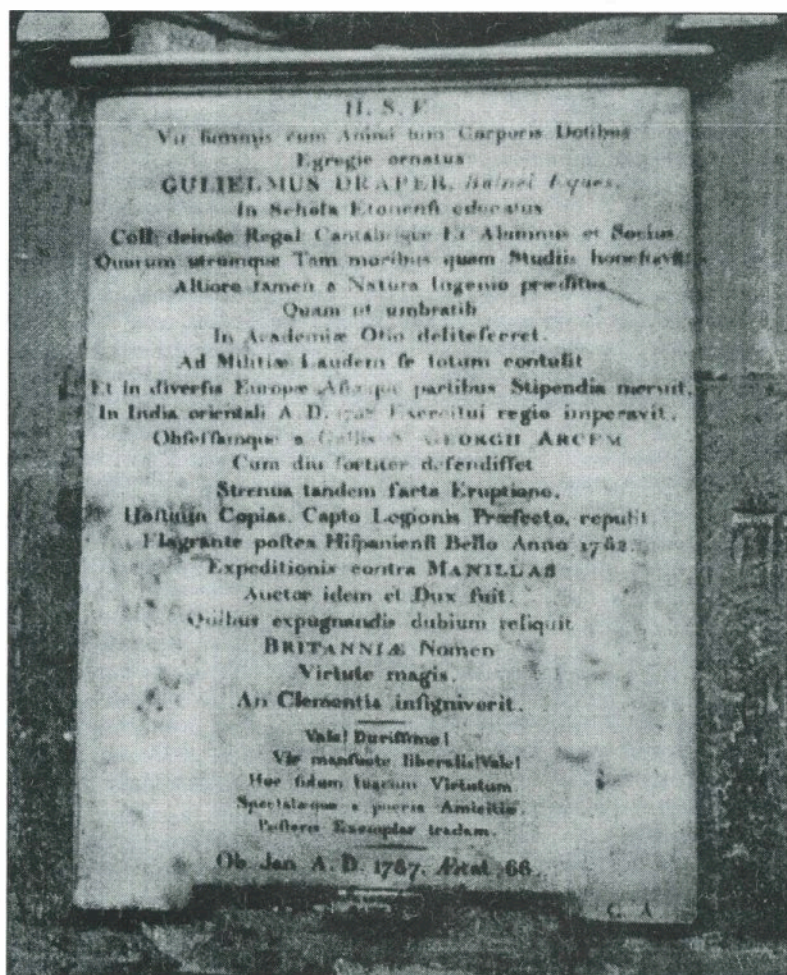 H. S. E
Vir summis cum Animi tum Corporis Dotibus
Egregie ornatus
GULIELMUS DRAPER, Balnei Eques.
In Schola Etonensi educatus
Coll: deinde Regal Cantabrigiæ Et Alumnus et Socius
Quorum utrumque Tam moribus quam Studiis honestavit
Altiore tamen a Natura Ingenio præditus
Quam ut umbratili
In Academiæ Otio delitesceret.
Ad Militiæ Laudem se totum contulit
Et in diversis Europæ Asiæque partibus Stipendia meruit.
In India orientali A. D. Exercitui regio imperavit.
Obsessamque a Gallis S. GEORGII ARCEM
Cum diu fortiter defendisset
Strenua tandem facta Eruptione.
Hostium Copias. Capto Legionis Præfecto, repulit
Flagrante postea Hispaniensi Bello Anno 1762.
Expeditionis contra MANILLAS
Auctor idem et Dux fuit.
Quibus expugnandis dubium reliquit
BRITANNIÆ Nomen
Virtute magis.
An Clementia insigniverit.
Vale!
Vir mansuete liberalis! Vale!
Hoc fidum tuarum Virtutum
Spectatæque a pueris Amicitiæ.
Posteris Exemplar tradam.
Ob Jan A. D. 1787. Ætat 66.
C. A